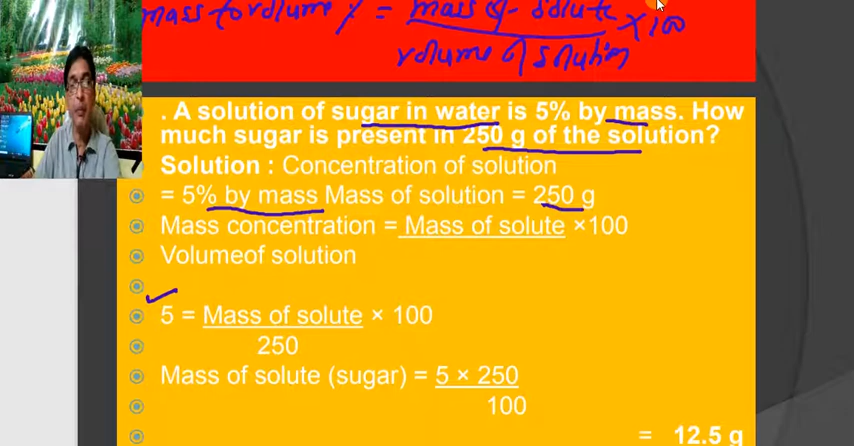 mass to volume % = mass of solute × 100
volume of solution
. A solution of sugar in water is 5% by mass. How
much sugar is present in 250 g of the solution?
Solution : Concentration of solution
= 5% by mass Mass of solution = 250 g
Mass concentration = Mass of solute ×100
Volumeof solution
5 = Mass of solute × 100
250
Mass of solute (sugar) = 5 × 250
100
= 12.5 g